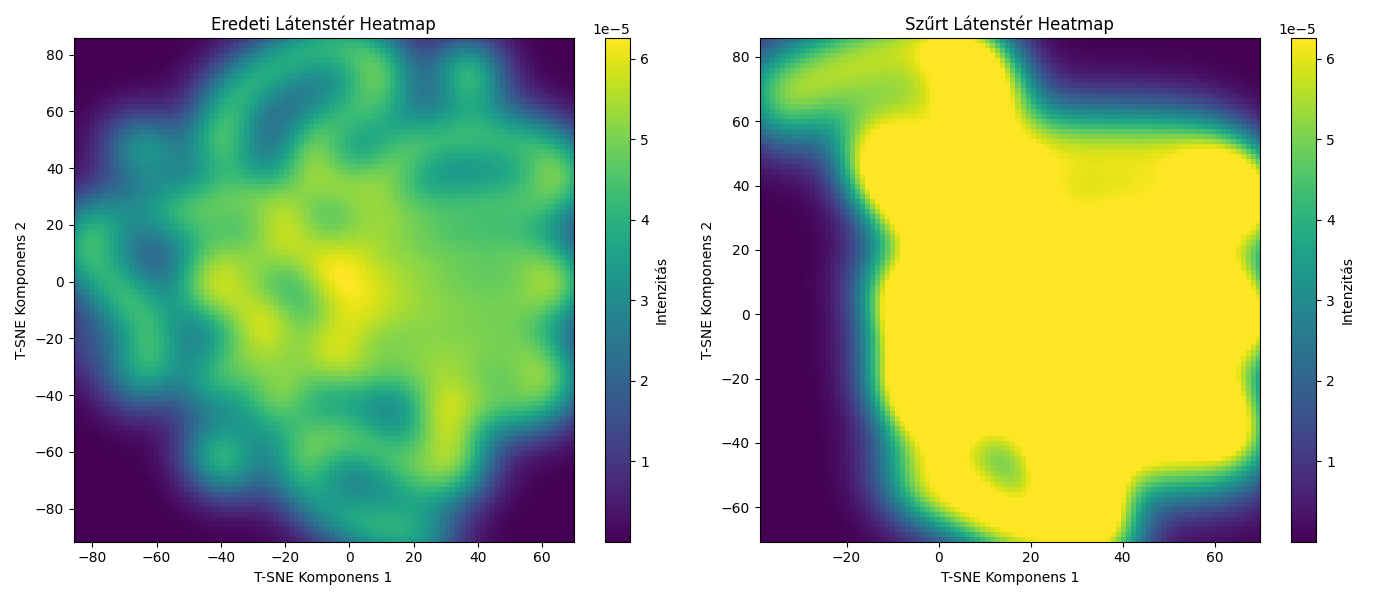 Eredeti Látenstér Heatmap
80
60
40
20
0
−20
−40
−60
−80
T-SNE Komponens 2
−80 −60 −40 −20 0 20 40 60
T-SNE Komponens 1
1e−5
6
5
4
3
2
1
Intenzitás
Szűrt Látenstér Heatmap
80
60
40
20
0
−20
−40
−60
T-SNE Komponens 2
−20 0 20 40 60
T-SNE Komponens 1
1e−5
6
5
4
3
2
1
Intenzitás